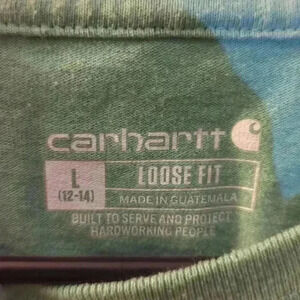 carhartt
L LOOSE FIT
(12-14) MADE IN GUATEMALA
BUILT TO SERVE AND PROTECT
HARDWORKING PEOPLE